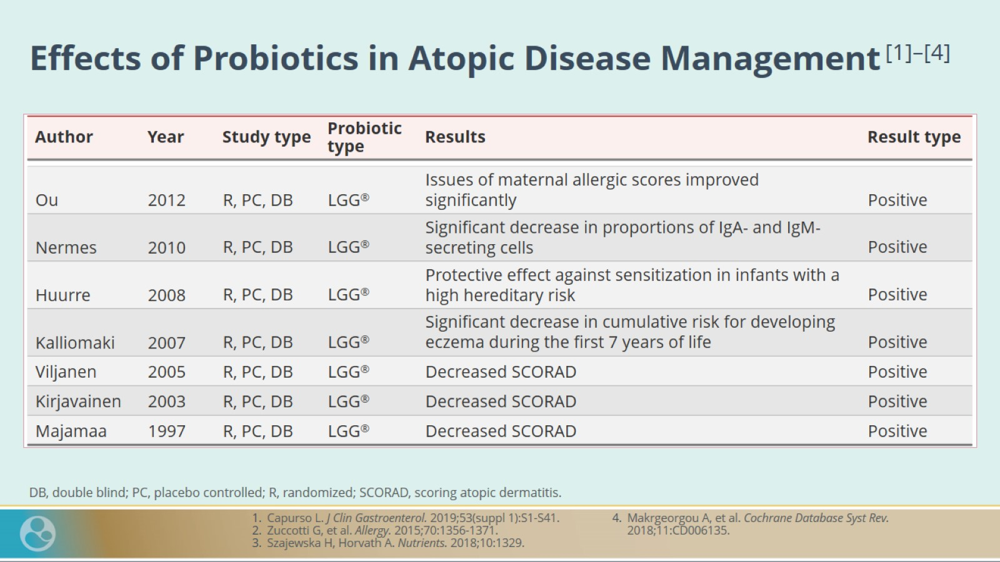 Effects of Probiotics in Atopic Disease Management [1]–[4]
Author Year Study type Probiotic type Results Result type
Ou 2012 R, PC, DB LGG® Issues of maternal allergic scores improved significantly Positive
Nermes 2010 R, PC, DB LGG® Significant decrease in proportions of IgA- and IgM-secreting cells Positive
Huurre 2008 R, PC, DB LGG® Protective effect against sensitization in infants with a high hereditary risk Positive
Kalliomaki 2007 R, PC, DB LGG® Significant decrease in cumulative risk for developing eczema during the first 7 years of life Positive
Viljanen 2005 R, PC, DB LGG® Decreased SCORAD Positive
Kirjavainen 2003 R, PC, DB LGG® Decreased SCORAD Positive
Majamaa 1997 R, PC, DB LGG® Decreased SCORAD Positive
DB, double blind; PC, placebo controlled; R, randomized; SCORAD, scoring atopic dermatitis.
1. Capurso L. J Clin Gastroenterol. 2019;53(suppl 1):S1-S41.
2. Zuccotti G, et al. Allergy. 2015;70:1356-1371.
3. Szajewska H, Horvath A. Nutrients. 2018;10:1329.
4. Makrgeorgou A, et al. Cochrane Database Syst Rev.
2018;11:CD006135.